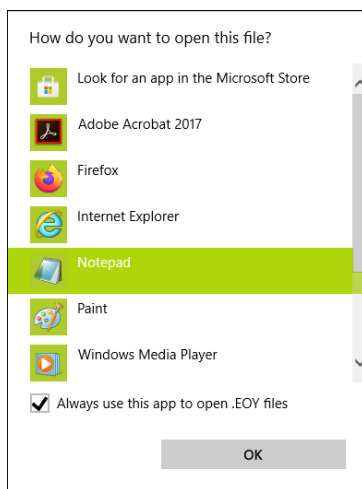 How do you want to open this file?
Look for an app in the Microsoft Store
Adobe Acrobat 2017
Firefox
Internet Explorer
Notepad
Paint
Windows Media Player
Always use this app to open .EOY files
OK